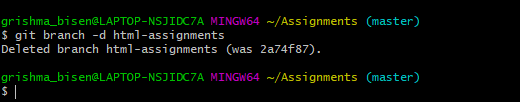 grishma_bisen@LAPTOP-NSJIDC7A MINGW64 ~/Assignments (master)
$ git branch -d html-assignments
Deleted branch html-assignments (was 2a74f87).
grishma_bisen@LAPTOP-NSJIDC7A MINGW64 ~/Assignments (master)
$